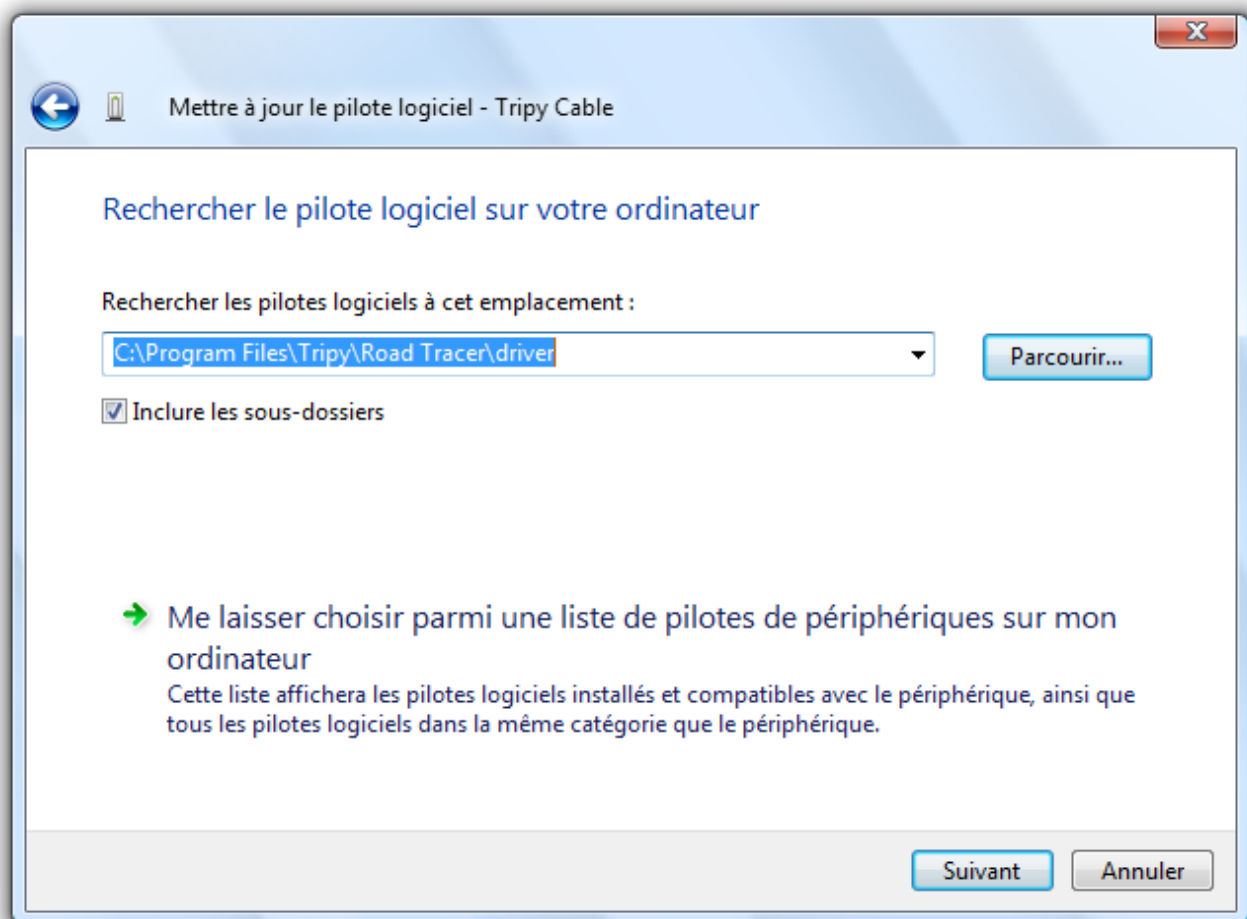 Mettre à jour le pilote logiciel - Tripy Cable
Rechercher le pilote logiciel sur votre ordinateur
Rechercher les pilotes logiciels à cet emplacement :
C:\Program Files\Tripy\Road Tracer\driver
Parcourir...
Inclure les sous-dossiers
Me laisser choisir parmi une liste de pilotes de périphériques sur mon
ordinateur
Cette liste affichera les pilotes logiciels installés et compatibles avec le périphérique, ainsi que
tous les pilotes logiciels dans la même catégorie que le périphérique.
Suivant
Annuler